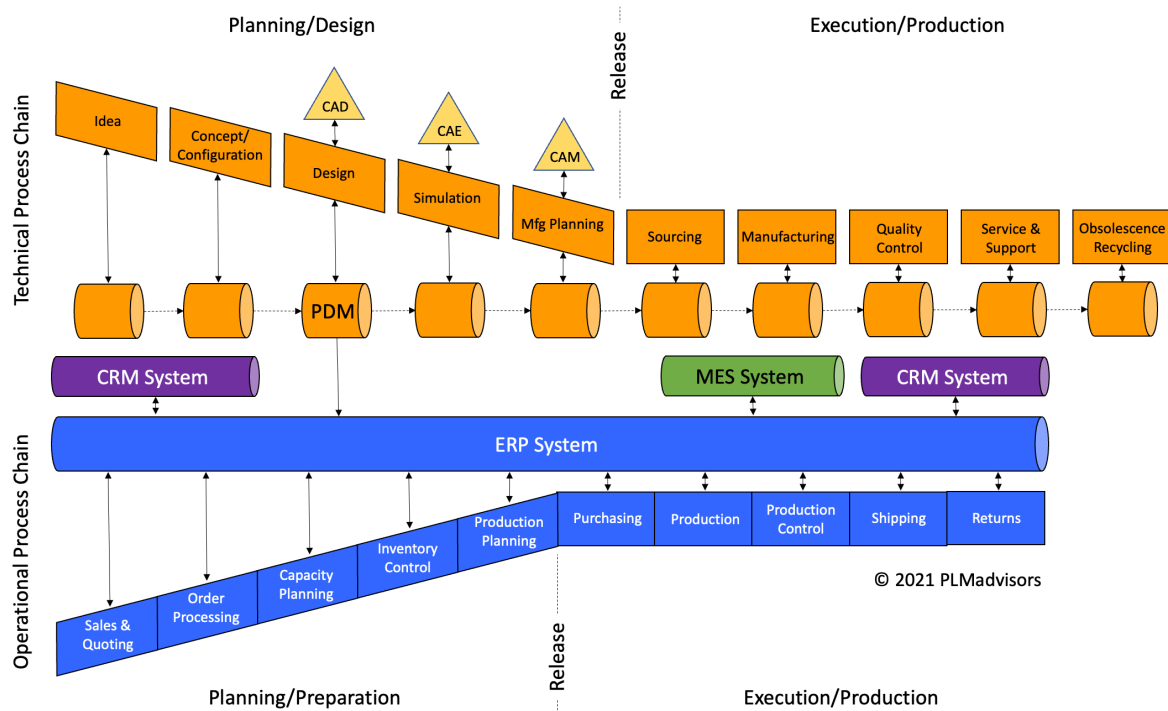 Planning/Design
Execution/Production
Release
Technical Process Chain
CAD
CAE
CAM
Idea
Concept/
Configuration
Design
Simulation
Mfg Planning
Sourcing
Manufacturing
Quality
Control
Service &
Support
Obsolescence
Recycling
PDM
CRM System
MES System
CRM System
ERP System
Operational Process Chain
Sales &
Quoting
Order
Processing
Capacity
Planning
Inventory
Control
Production
Planning
Purchasing
Production
Production
Control
Shipping
Returns
© 2021 PLMadvisors
Release
Planning/Preparation
Execution/Production